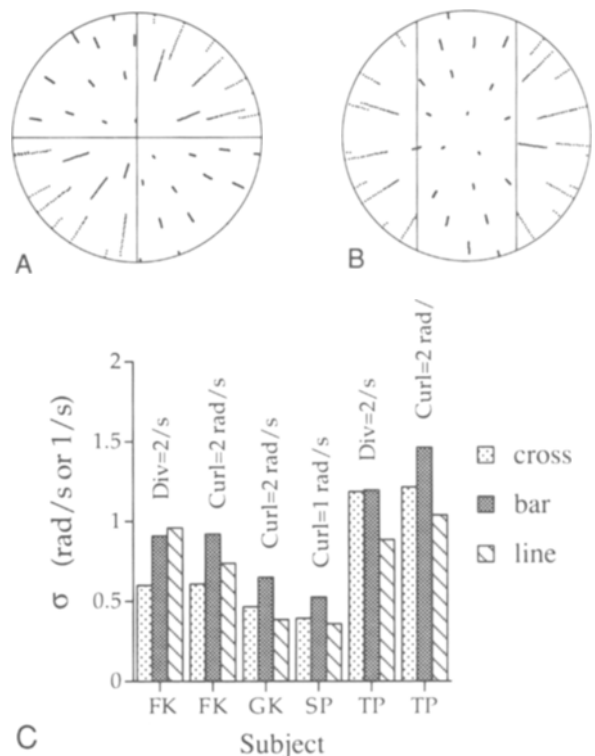 A
B
2
1.5
1
0.5
0
σ (rad/s or 1/s)
Div=2/s
Curl=2 rad/s
Curl=2 rad/s
Curl=1 rad/s
Div=2/s
Curl=2 rad/
cross
bar
line
FK FK GK SP TP TP
C
Subject